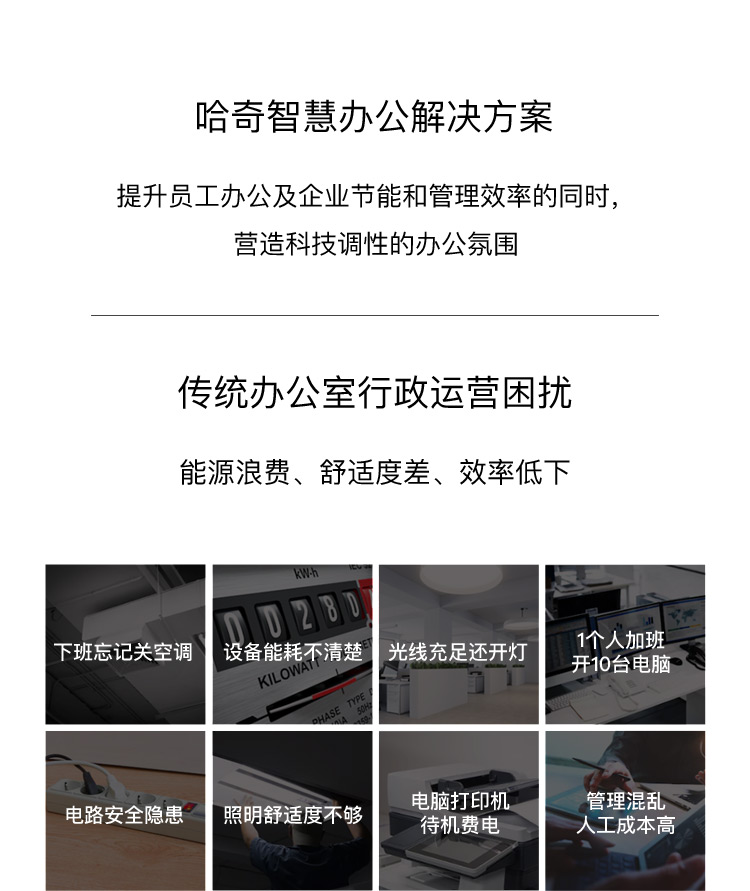 哈奇智慧办公解决方案
提升员工办公及企业节能和管理效率的同时，
营造科技调性的办公氛围
传统办公室行政运营困扰
能源浪费、舒适度差、效率低下
kW-h
下班忘记关空调
设备能耗不清楚
光线充足还开灯
1个人加班
开10台电脑
KILOWATT
PHASE TYPE
电路安全隐患
照明舒适度不够
电脑打印机
待机费电
管理混乱
人工成本高